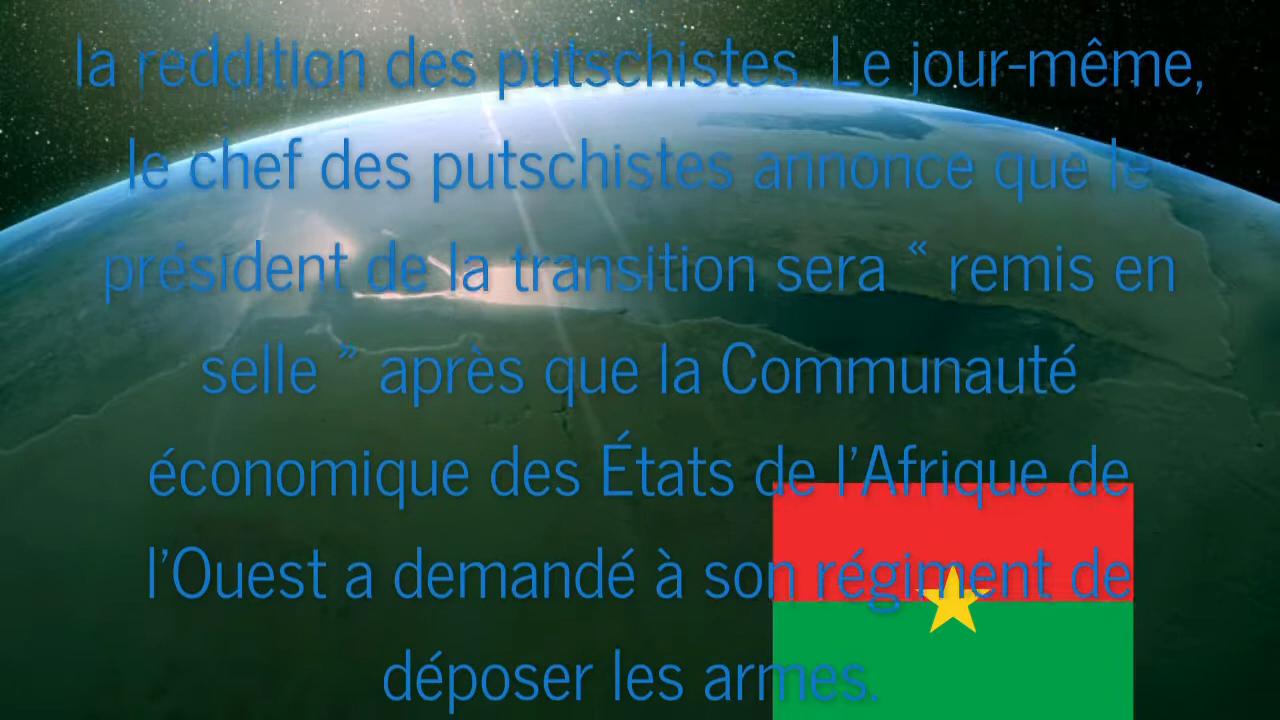 la reddition des putschistes. Le jour-même,
le chef des putschistes annonce que le
président de la transition sera “ remis en
selle ” après que la Communauté
économique des États de l'Afrique de
l'Ouest a demandé à son régiment de
déposer les armes.